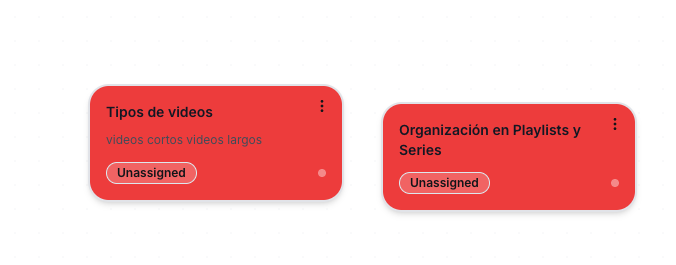 Tipos de videos
videos cortos videos largos
Unassigned
Organización en Playlists y
Series
Unassigned